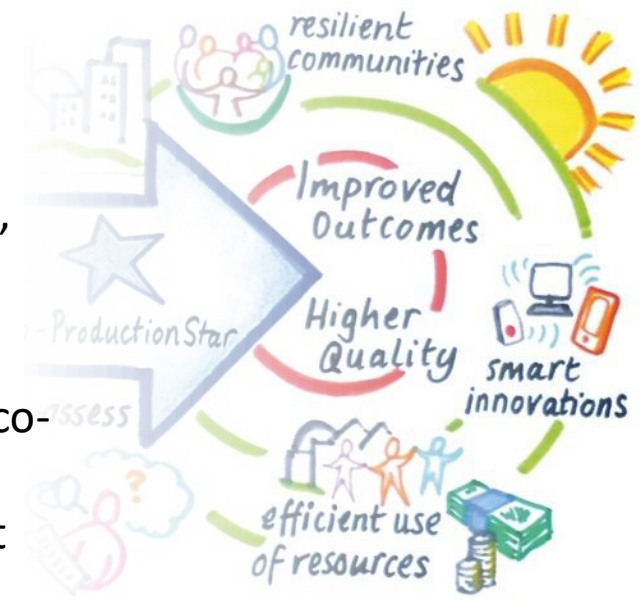 resilient
communities
,
Improved
Outcomes
-Production Star
Higher
Quality
smart
innovations
co-
assess
t
efficient use
of resources